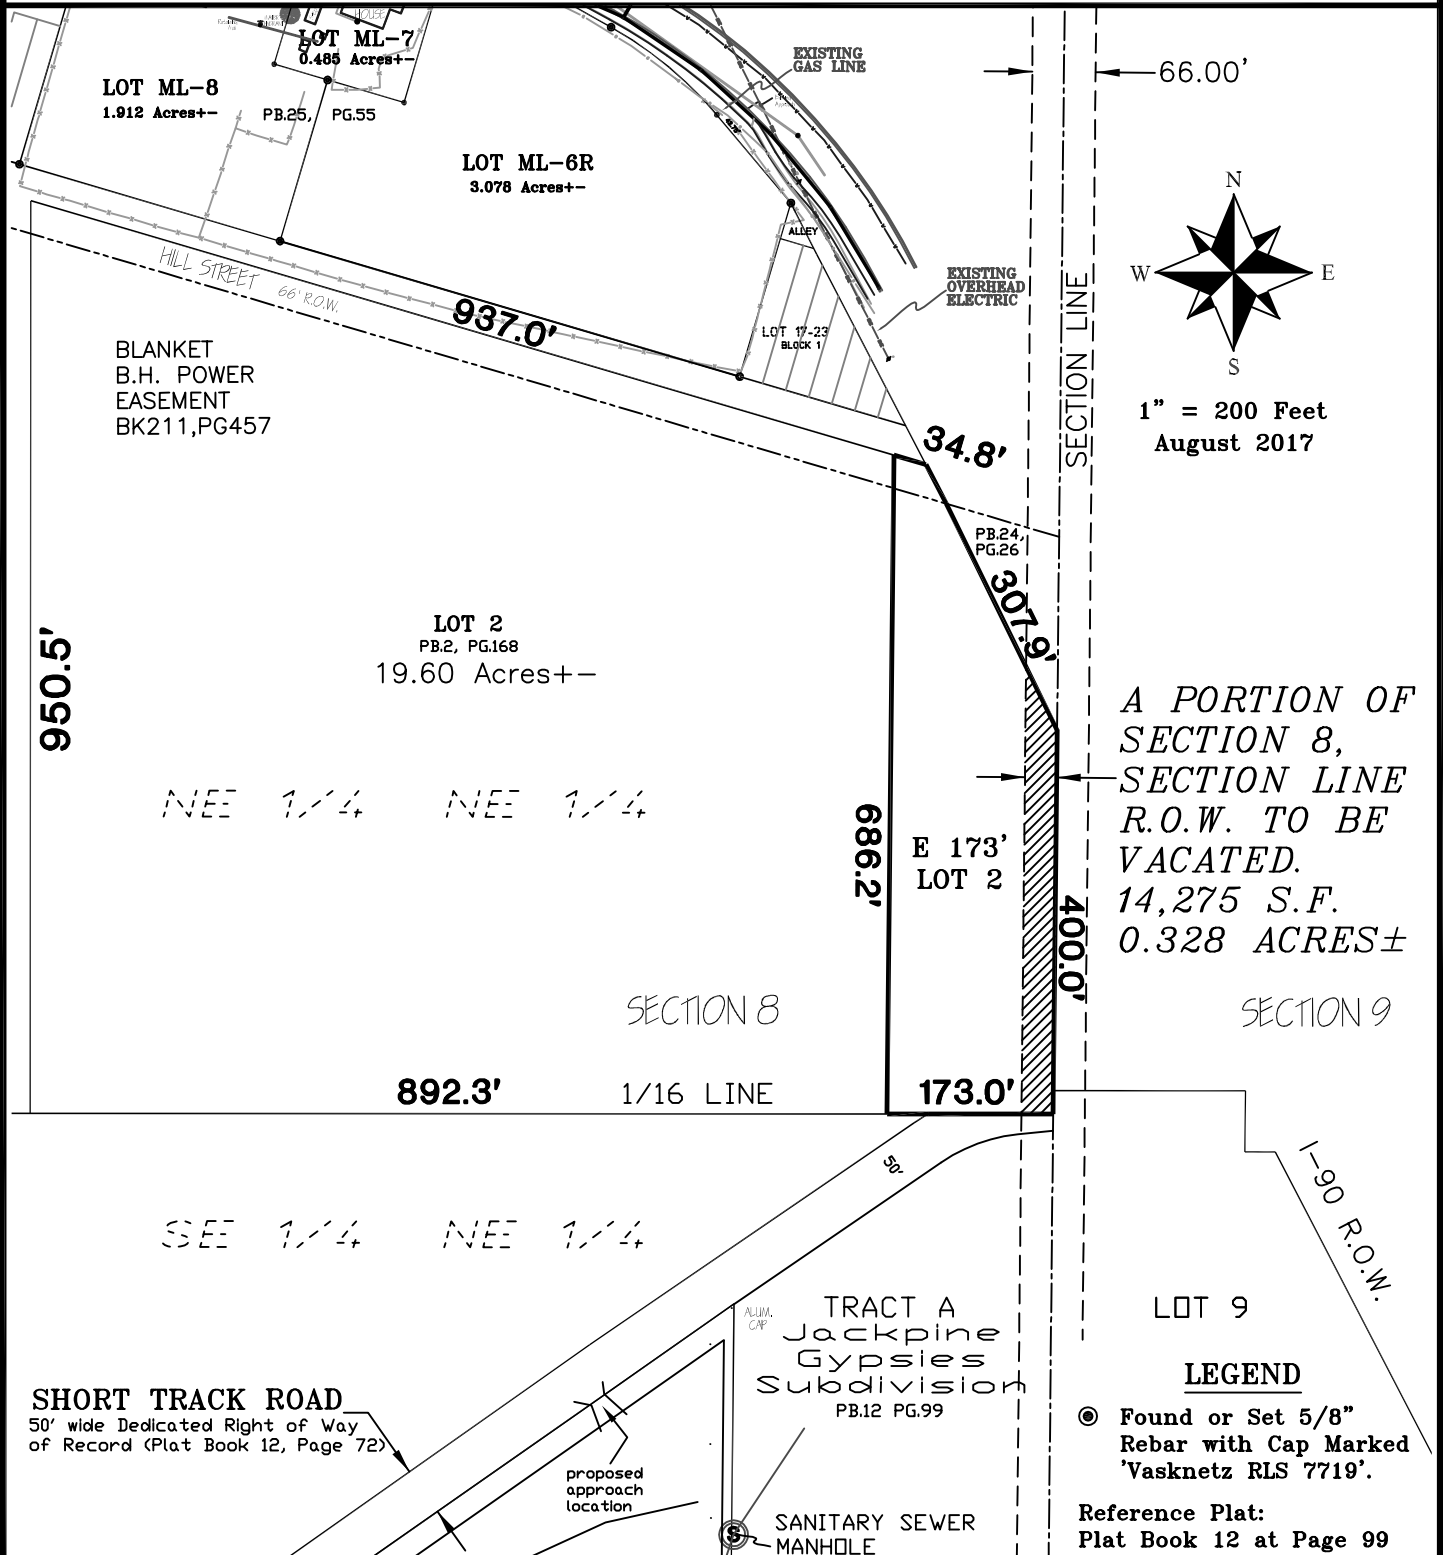 HOUSE
LOT ML-7
0.485 Acres+-
LOT ML-8
1.912 Acres+-
PB.25, PG.55
EXISTING
GAS LINE
66.00'
LOT ML-6R
3.078 Acres+-
N
W E
S
ALLEY
HILL STREET 66' R.O.W.
EXISTING
OVERHEAD
ELECTRIC
SECTION LINE
937.0'
LOT 17-23
BLOCK 1
BLANKET
B.H. POWER
EASEMENT
BK211,PG457
1" = 200 Feet
August 2017
34.8'
PB.24,
PG.26
307.9'
LOT 2
PB.2, PG.168
19.60 Acres+-
950.5'
A PORTION OF
SECTION 8,
SECTION LINE
R.O.W. TO BE
VACATED.
14,275 S.F.
0.328 ACRES±
NE 1/4 NE 1/4
686.2'
E 173'
LOT 2
400.0'
SECTION 8
SECTION 9
892.3'
1/16 LINE
173.0'
50'
I-90 R.O.W.
SE 1/4 NE 1/4
ALUM.
CAP
TRACT A
Jackpine
Gypsies
Subdivision
PB.12 PG.99
LOT 9
SHORT TRACK ROAD
50' wide Dedicated Right of Way
of Record (Plat Book 12, Page 72)
proposed
approach
location
LEGEND
Found or Set 5/8"
Rebar with Cap Marked
'Vasknetz RLS 7719'.
Reference Plat:
Plat Book 12 at Page 99
S
SANITARY SEWER
MANHOLE